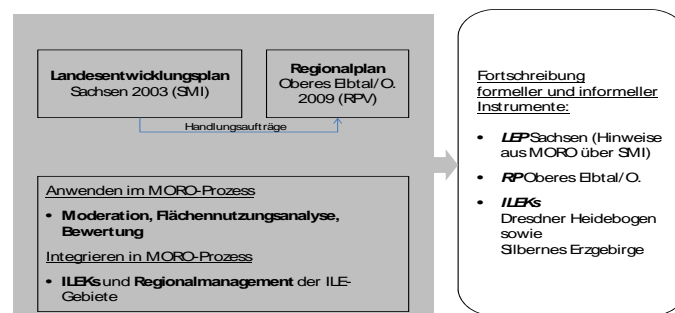 Landesentwicklungsplan
Sachsen 2003 (SMI)
Regionalplan
Oberes Elbtal/O.
2009 (RPV)
Handlungsaufträge
Anwenden im MORO-Prozess
• Moderation, Flächennutzungsanalyse,
Bewertung
Integrieren in MORO-Prozess
• ILEKs und Regionalmanagement der ILE-
Gebiete
Fortschreibung
formeller und informeller
Instrumente:
• LEP Sachsen (Hinweise
aus MORO über SMI)
• RP Oberes Elbtal/O.
• ILEKs
Dresdner Heidebogen
sowie
Silbernes Erzgebirge